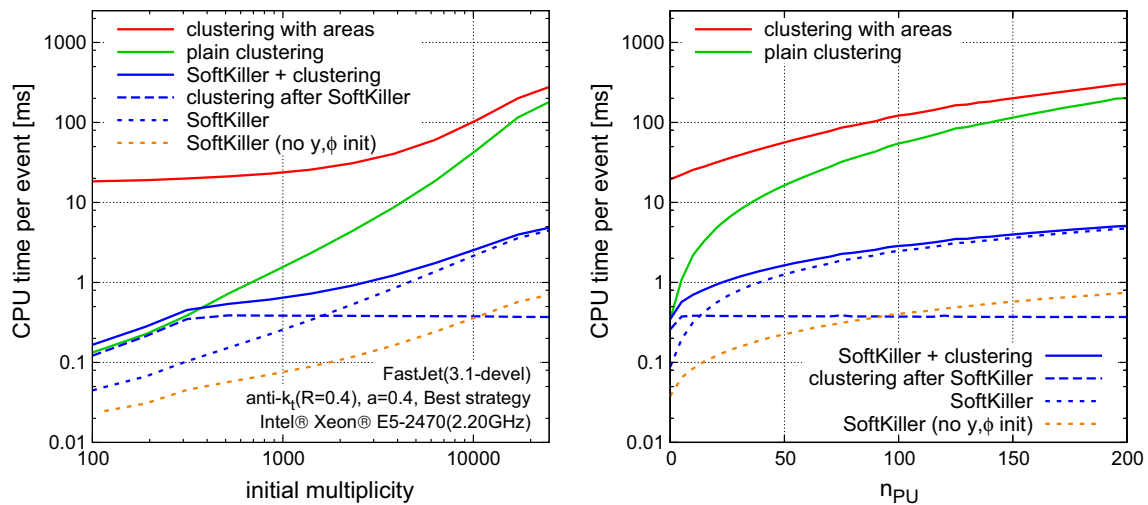 CPU time per event [ms]
1000
100
10
1
0.1
0.01
clustering with areas
plain clustering
SoftKiller + clustering
clustering after SoftKiller
SoftKiller
SoftKiller (no y,ϕ init)
FastJet(3.1-devel)
anti-kt(R=0.4), a=0.4, Best strategy
Intel® Xeon® E5-2470(2.20GHz)
100
1000
10000
initial multiplicity
CPU time per event [ms]
1000
100
10
1
0.1
0.01
clustering with areas
plain clustering
SoftKiller + clustering
clustering after SoftKiller
SoftKiller
SoftKiller (no y,ϕ init)
0
50
100
150
200
nPU